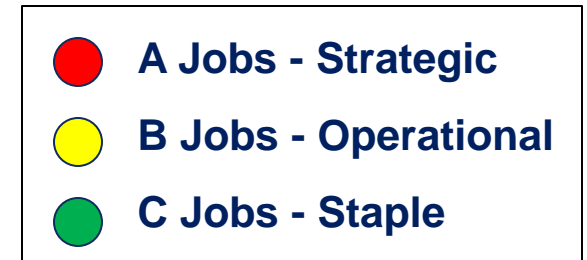 A Jobs - Strategic
B Jobs - Operational
C Jobs - Staple